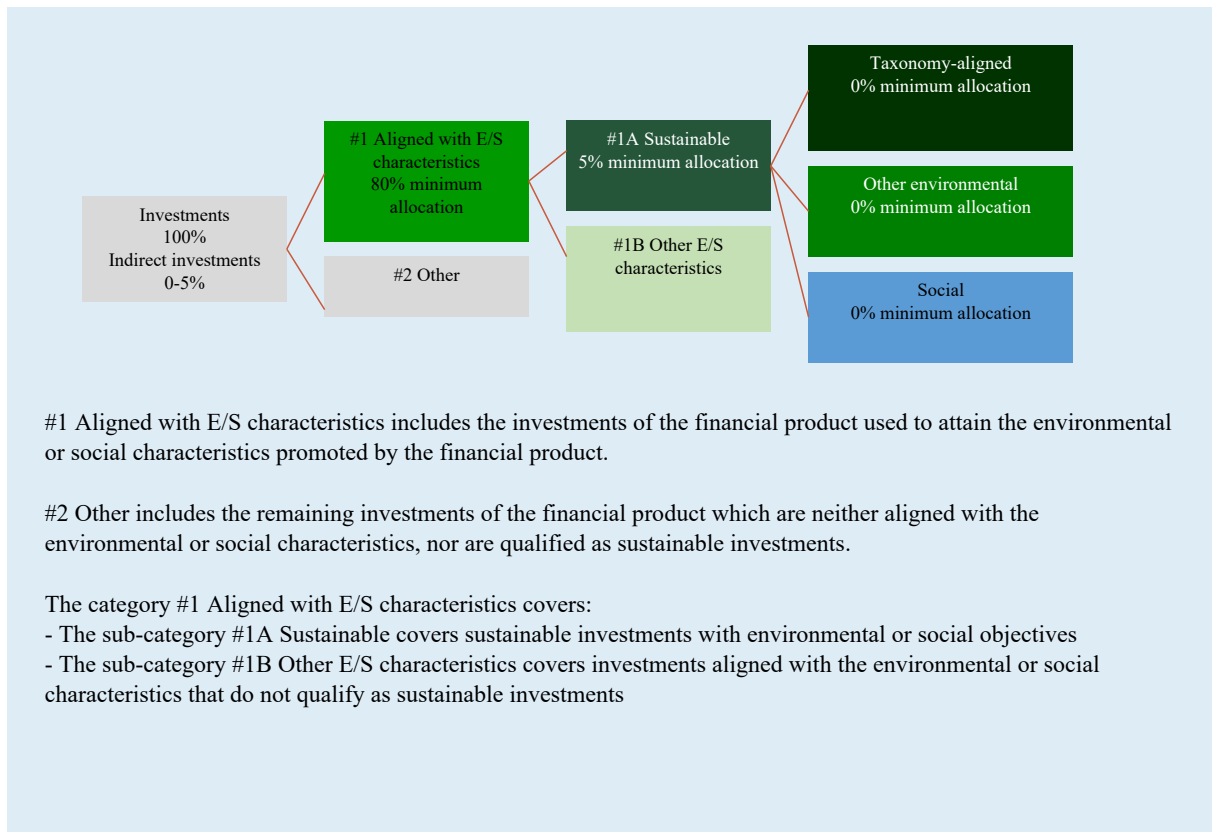 Investments
100%
Indirect investments
0-5%
#1 Aligned with E/S
characteristics
80% minimum
allocation
#2 Other
#1A Sustainable
5% minimum allocation
#1B Other E/S
characteristics
Taxonomy-aligned
0% minimum allocation
Other environmental
0% minimum allocation
Social
0% minimum allocation
#1 Aligned with E/S characteristics includes the investments of the financial product used to attain the environmental
or social characteristics promoted by the financial product.
#2 Other includes the remaining investments of the financial product which are neither aligned with the
environmental or social characteristics, nor are qualified as sustainable investments.
The category #1 Aligned with E/S characteristics covers:
- The sub-category #1A Sustainable covers sustainable investments with environmental or social objectives
- The sub-category #1B Other E/S characteristics covers investments aligned with the environmental or social
characteristics that do not qualify as sustainable investments